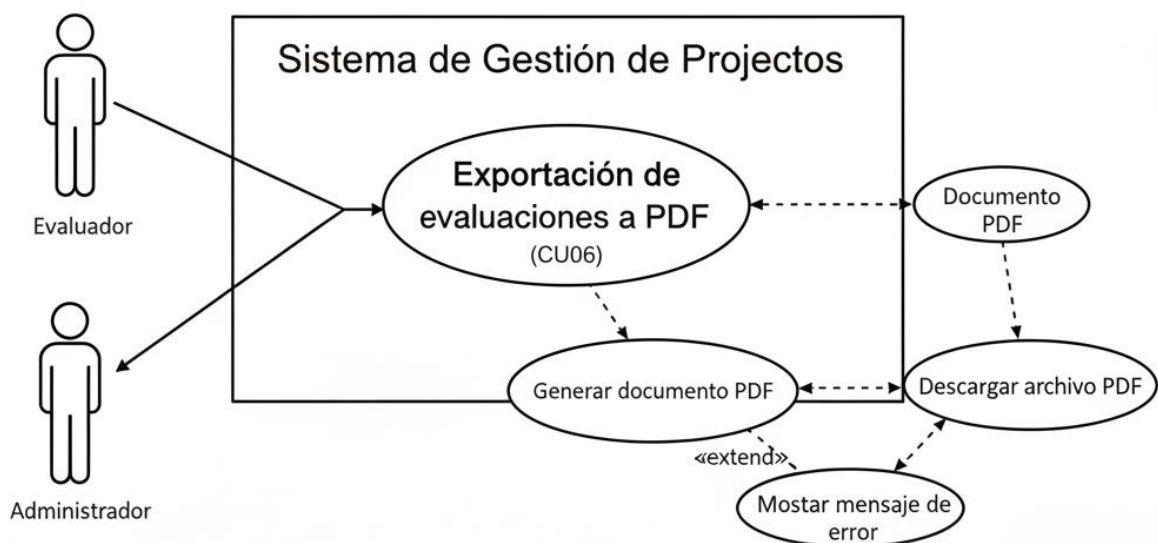 Sistema de Gestión de Projectos
Exportación de
evaluaciones a PDF
(CU06)
Evaluador
Documento
PDF
Generar documento PDF
Descargar archivo PDF
«extend»
Mostar mensaje de
error
Administrador